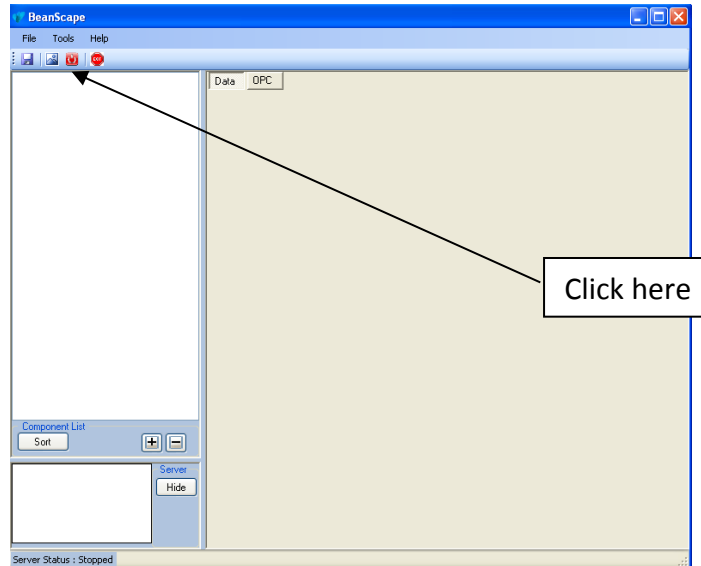 BeanScape
File Tools Help
Data OPC
Click here
Component List
Sort
Server
Hide
Server Status : Stopped